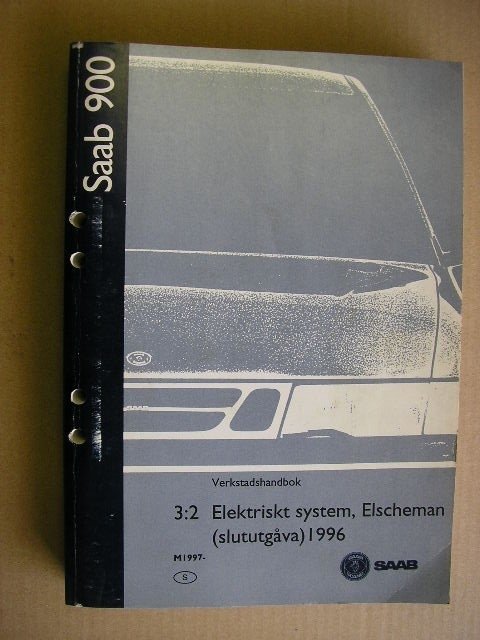 Saab 900
Verkstadshandbok
3:2 Elektriskt system, Elscheman
(slututgåva)1996
M1997-
S
SAAB